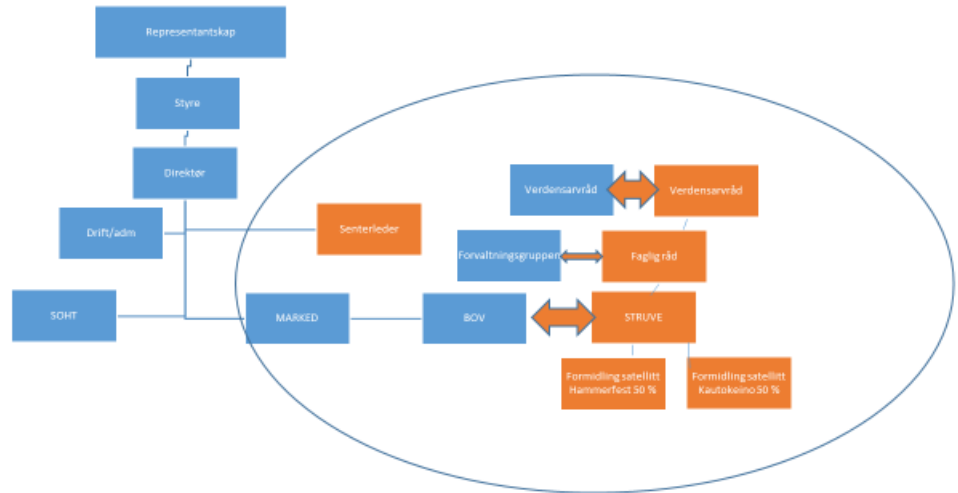 Representantskap
Styre
Direktør
Drift/adm
SOHT
Senterleder
MARKED
BOV
Verdensarvråd
Verdensarvråd
Forvaltningsgruppen
Faglig råd
STRUVE
Formidling satellitt
Hammerfest 50 %
Formidling satellitt
Kautokeino 50 %